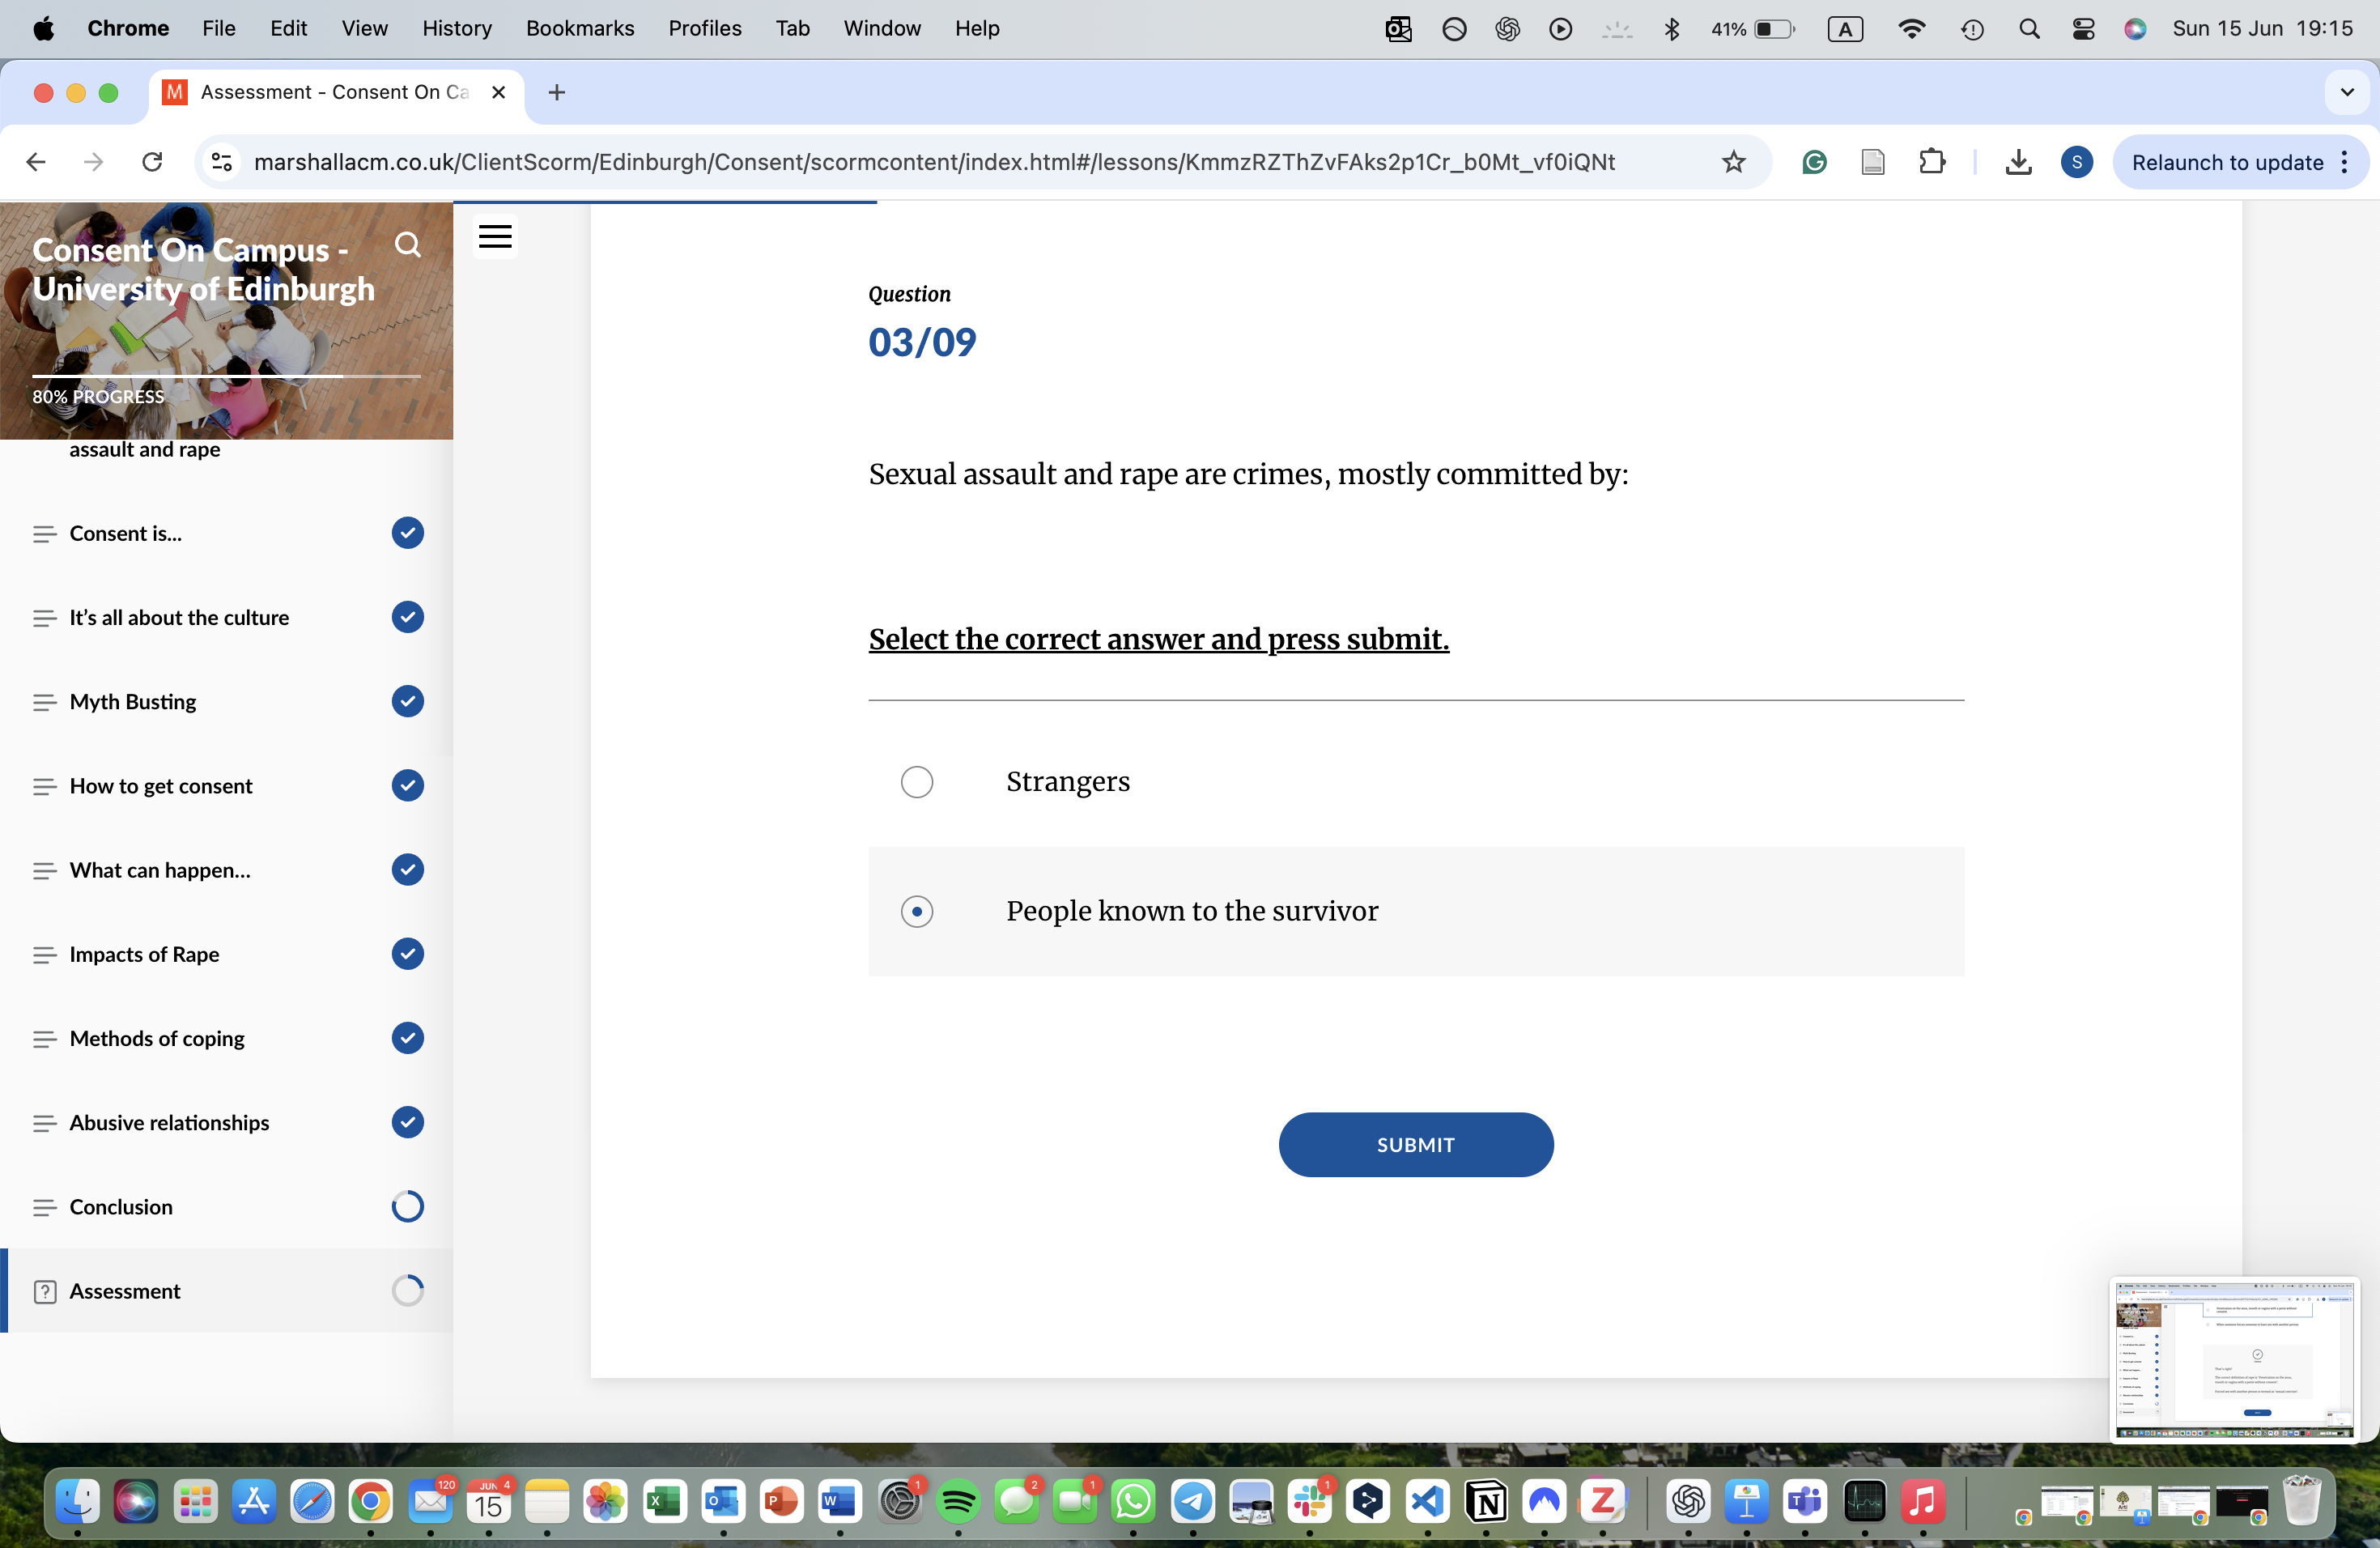 Chrome File Edit View History Bookmarks Profiles Tab Window Help 41% A Sun 15 Jun 19:15
M Assessment - Consent On Ca
marshallacm.co.uk/ClientScorm/Edinburgh/Consent/scormcontent/index.html#/lessons/KmmzRZThZvFAks2p1Cr_b0Mt_vf0iQNt S Relaunch to update
Consent On Campus -
University of Edinburgh
80% PROGRESS
assault and rape
Consent is...
It’s all about the culture
Myth Busting
How to get consent
What can happen...
Impacts of Rape
Methods of coping
Abusive relationships
Conclusion
Assessment
Question
03/09
Sexual assault and rape are crimes, mostly committed by:
Select the correct answer and press submit.
Strangers
People known to the survivor
SUBMIT
120 JUN 4 1 2 1 1
15